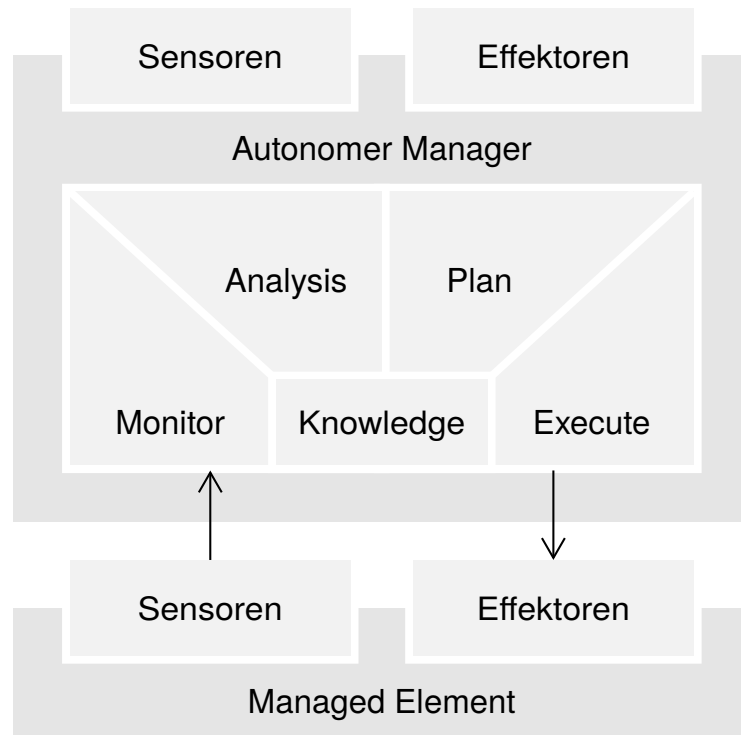 Sensoren
Effektoren
Autonomer Manager
Analysis
Plan
Monitor
Knowledge
Execute
Sensoren
Effektoren
Managed Element